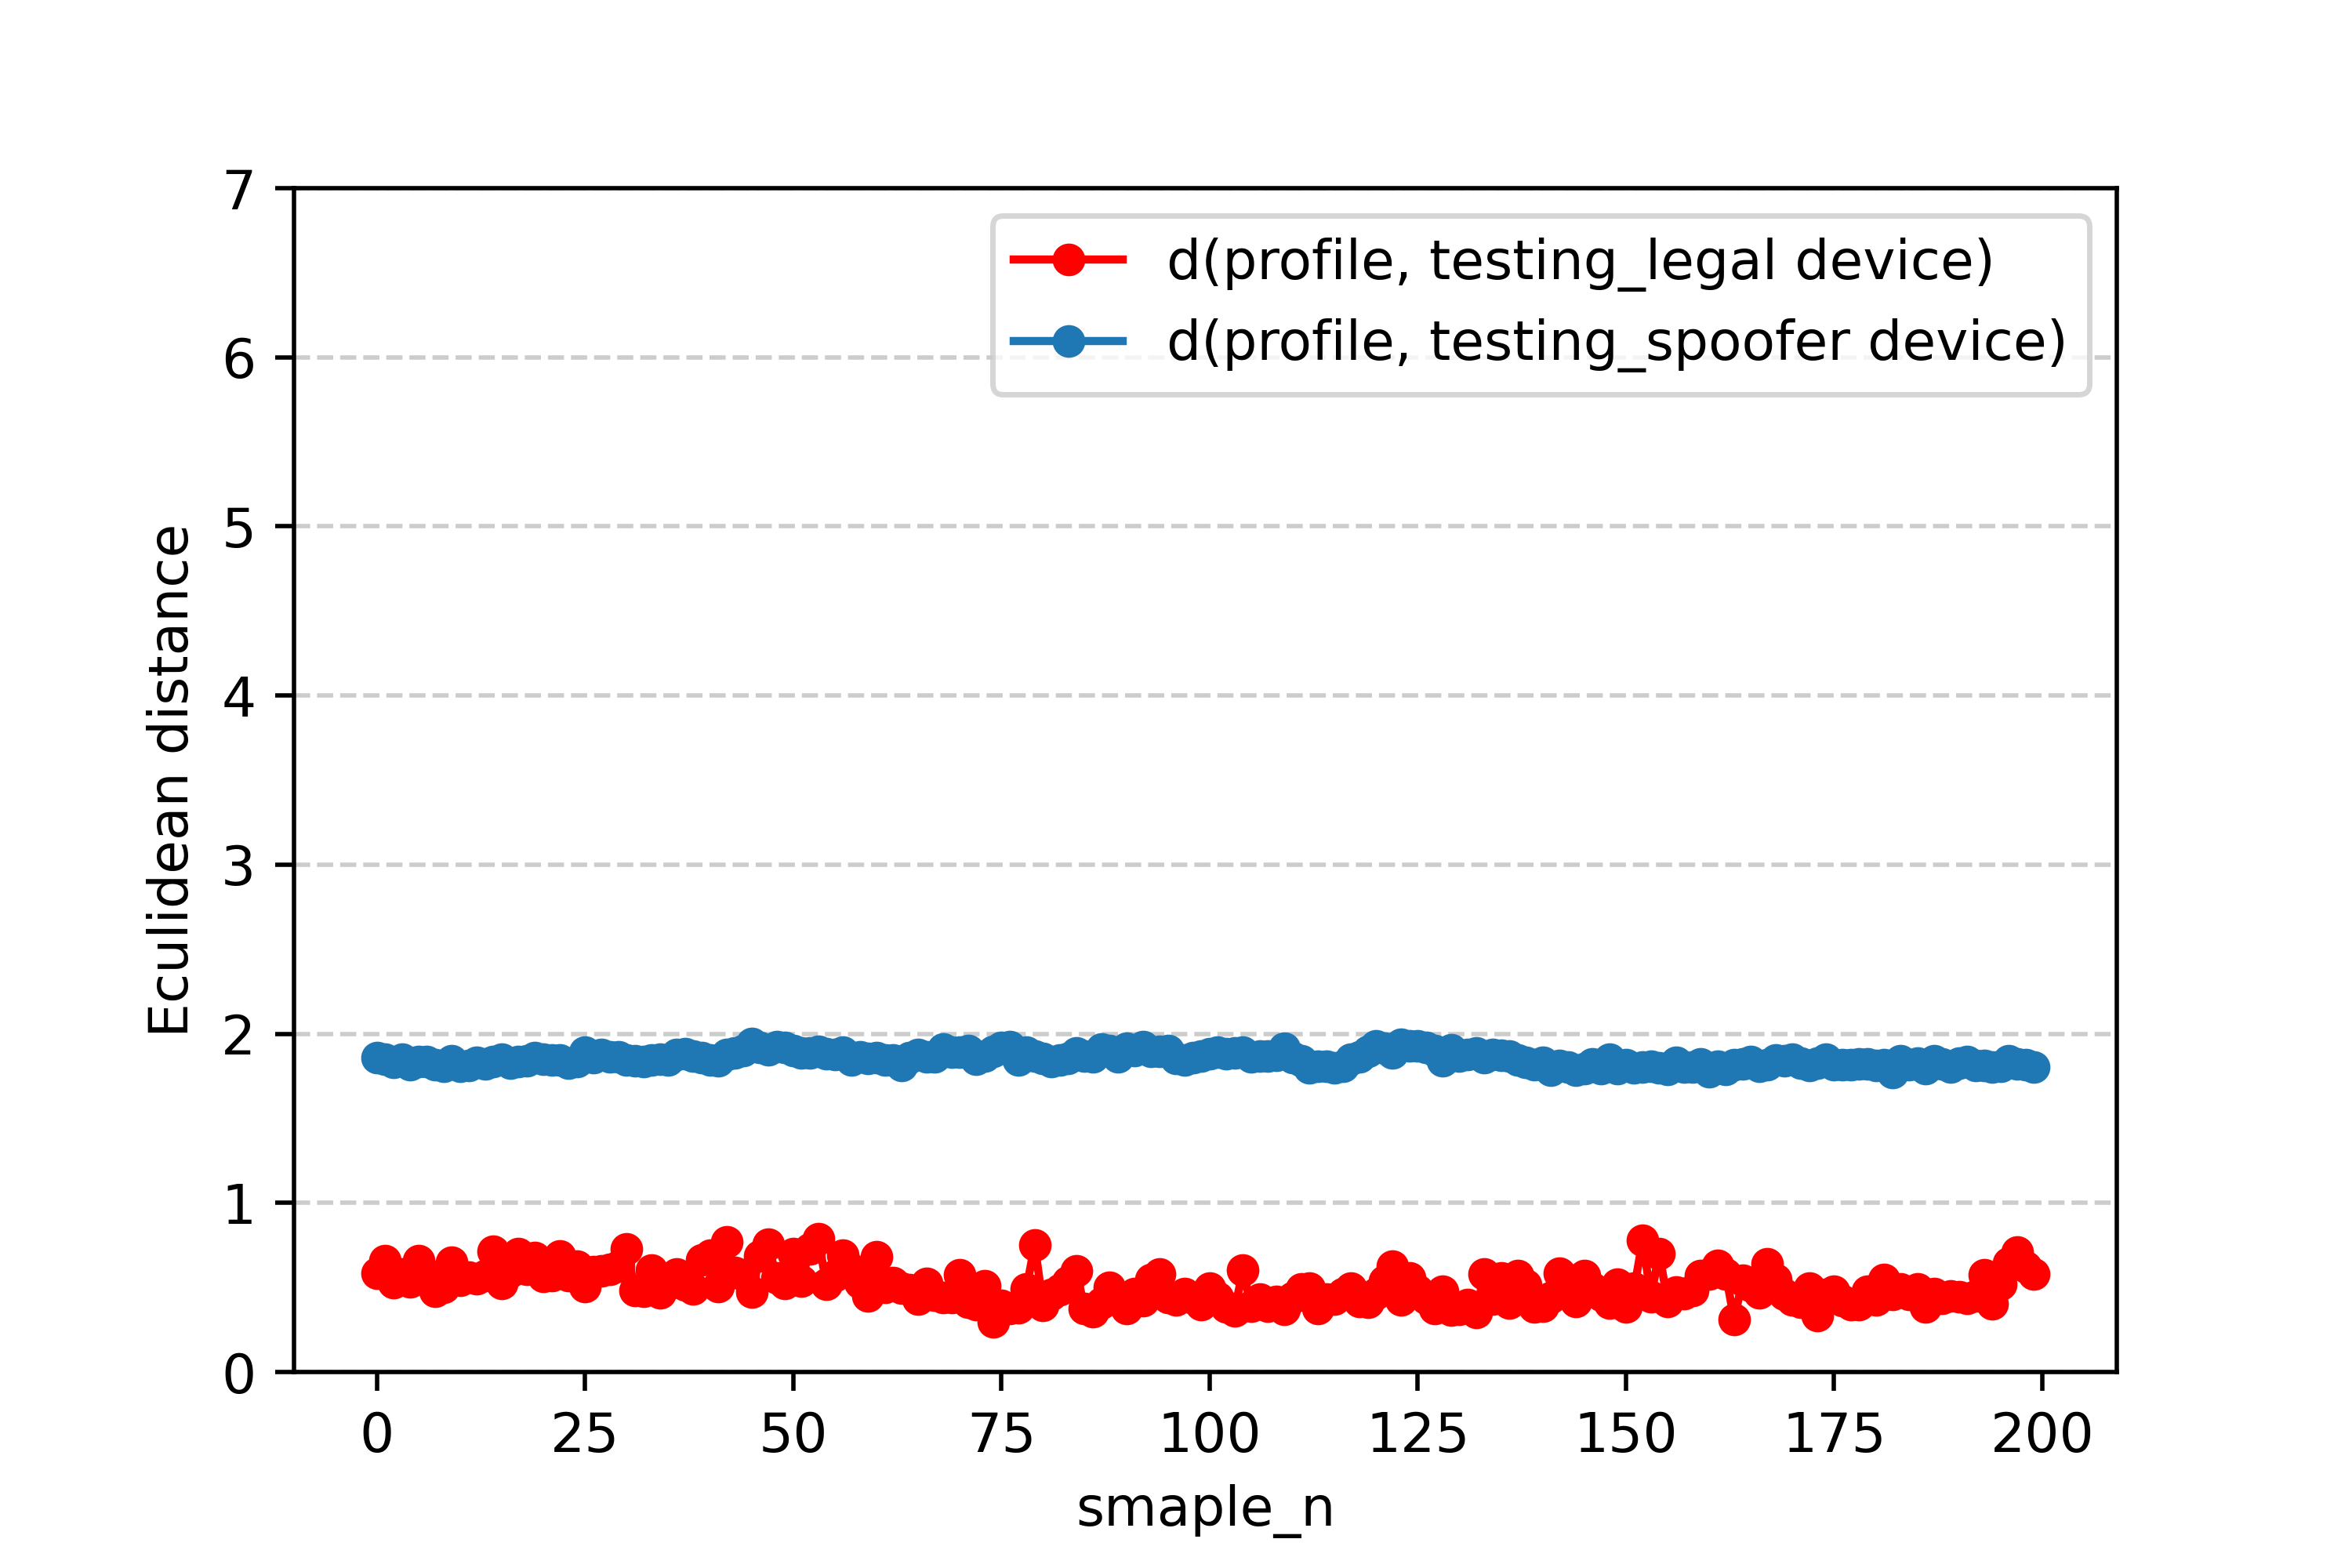 d(profile, testing_legal device)
d(profile, testing_spoofer device)
7
6
5
4
3
2
1
0
Eculidean distance
0 25 50 75 100 125 150 175 200
smaple_n